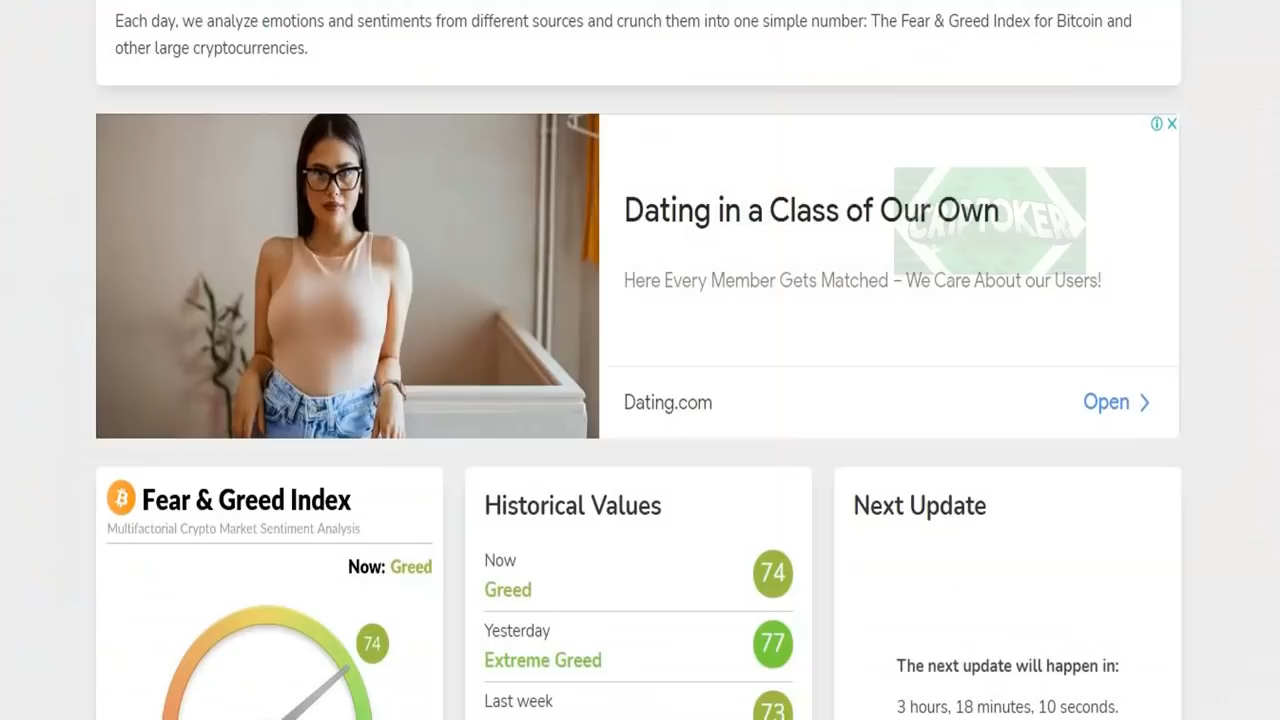 Each day, we analyze emotions and sentiments from different sources and crunch them into one simple number: The Fear & Greed Index for Bitcoin and
other large cryptocurrencies.
Dating in a Class of Our Own
CRIPTOKER
Here Every Member Gets Matched – We Care About our Users!
Dating.com
Open
Fear & Greed Index
Multifactorial Crypto Market Sentiment Analysis
Now: Greed
74
Historical Values
Now
Greed
74
Yesterday
Extreme Greed
77
Last week
73
Next Update
The next update will happen in:
3 hours, 18 minutes, 10 seconds.